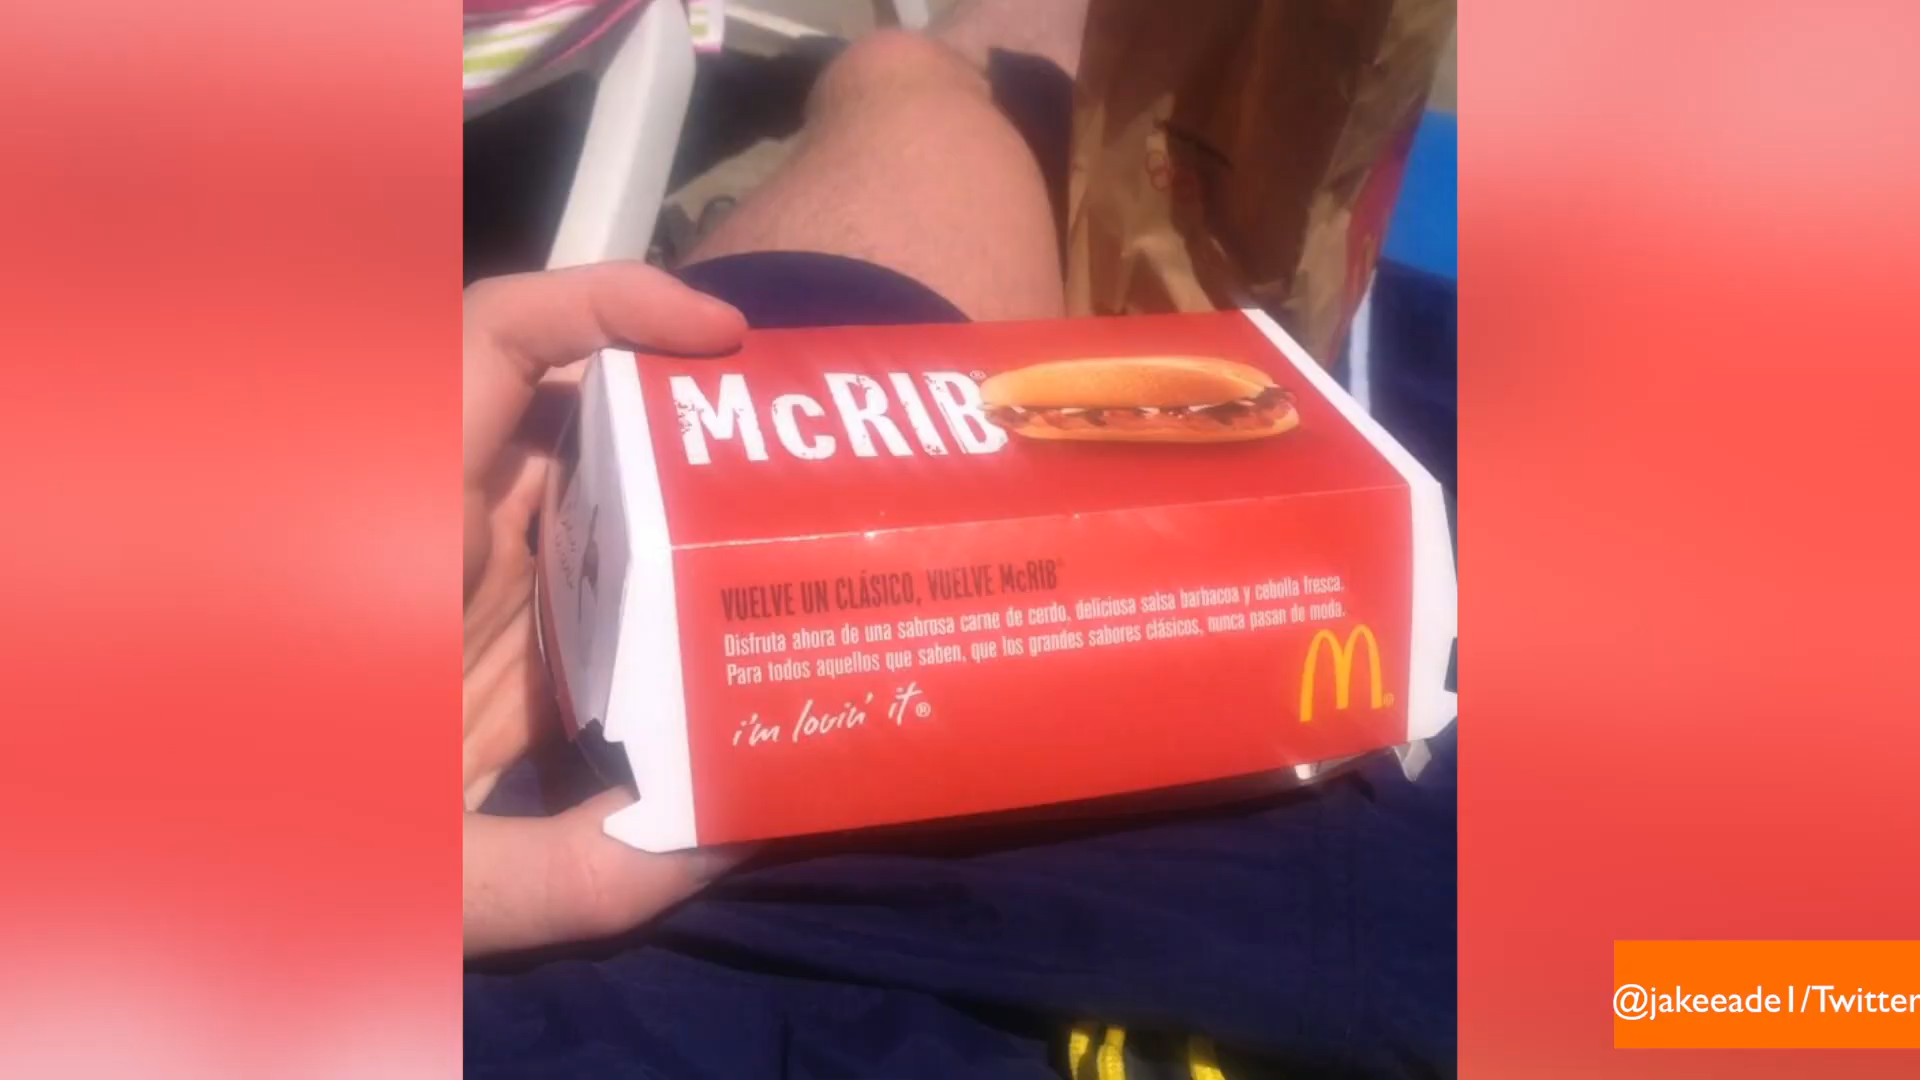 McRIB®
VUELVE UN CLÁSICO, VUELVE McRIB®
Disfruta ahora de una sabrosa carne de cerdo, deliciosa salsa barbacoa y cebolla fresca.
Para todos aquellos que saben, que los grandes sabores clásicos, nunca pasan de moda.
i'm lovin' it®
@jakeeade1/Twitter